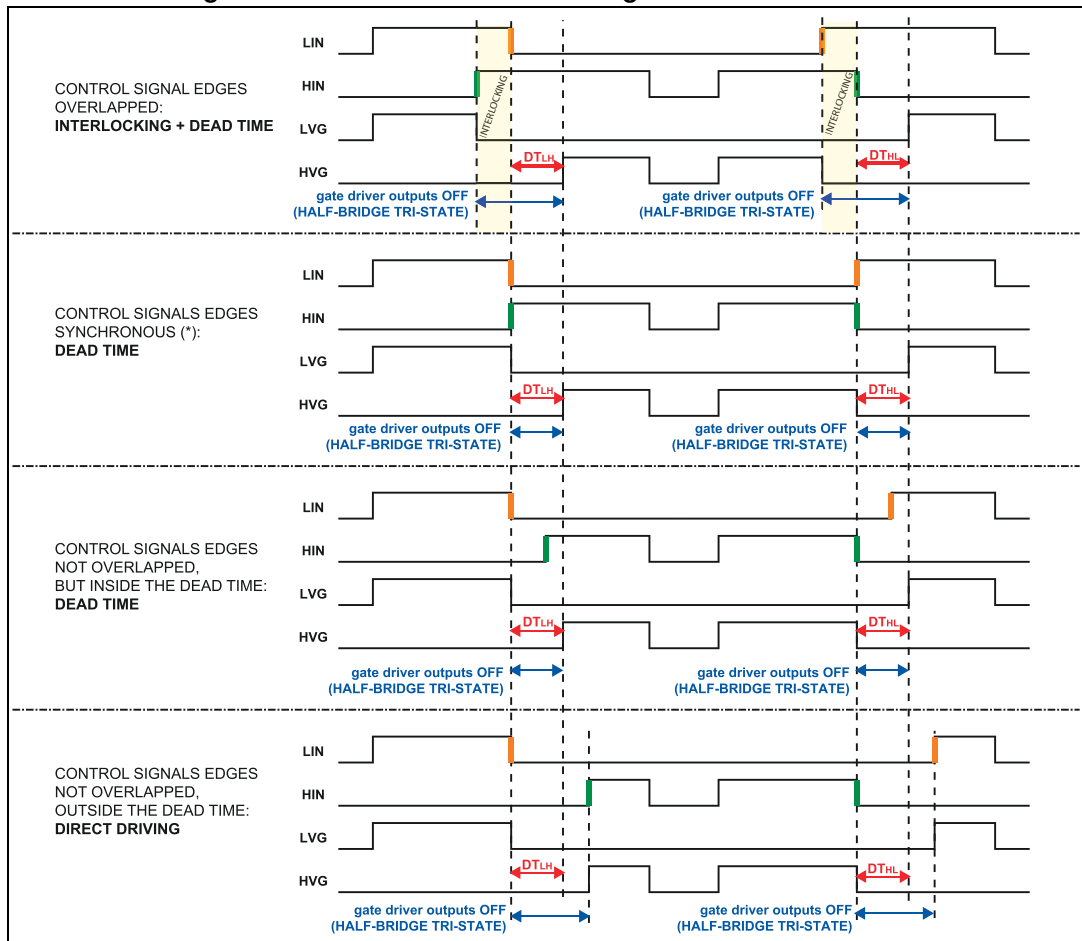 LIN
HIN
LVG
HVG
CONTROL SIGNAL EDGES
OVERLAPPED:
INTERLOCKING + DEAD TIME
INTERLOCKING
INTERLOCKING
DTLH
DTHL
gate driver outputs OFF
(HALF-BRIDGE TRI-STATE)
gate driver outputs OFF
(HALF-BRIDGE TRI-STATE)
LIN
HIN
LVG
HVG
CONTROL SIGNALS EDGES
SYNCHRONOUS (*):
DEAD TIME
DTLH
DTHL
gate driver outputs OFF
(HALF-BRIDGE TRI-STATE)
gate driver outputs OFF
(HALF-BRIDGE TRI-STATE)
LIN
HIN
LVG
HVG
CONTROL SIGNALS EDGES
NOT OVERLAPPED,
BUT INSIDE THE DEAD TIME:
DEAD TIME
DTLH
DTHL
gate driver outputs OFF
(HALF-BRIDGE TRI-STATE)
gate driver outputs OFF
(HALF-BRIDGE TRI-STATE)
LIN
HIN
LVG
HVG
CONTROL SIGNALS EDGES
NOT OVERLAPPED,
OUTSIDE THE DEAD TIME:
DIRECT DRIVING
DTLH
DTHL
gate driver outputs OFF
(HALF-BRIDGE TRI-STATE)
gate driver outputs OFF
(HALF-BRIDGE TRI-STATE)